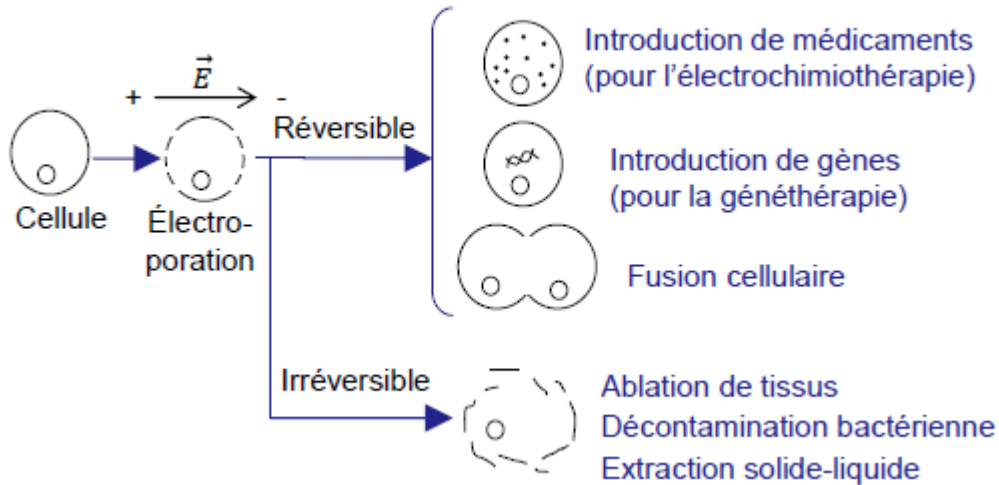 Introduction de médicaments
(pour l'électrochimiothérapie)
+ E⃗ -
Réversible
Cellule
Électro-
poration
Introduction de gènes
(pour la généthérapie)
Fusion cellulaire
Irréversible
Ablation de tissus
Décontamination bactérienne
Extraction solide-liquide